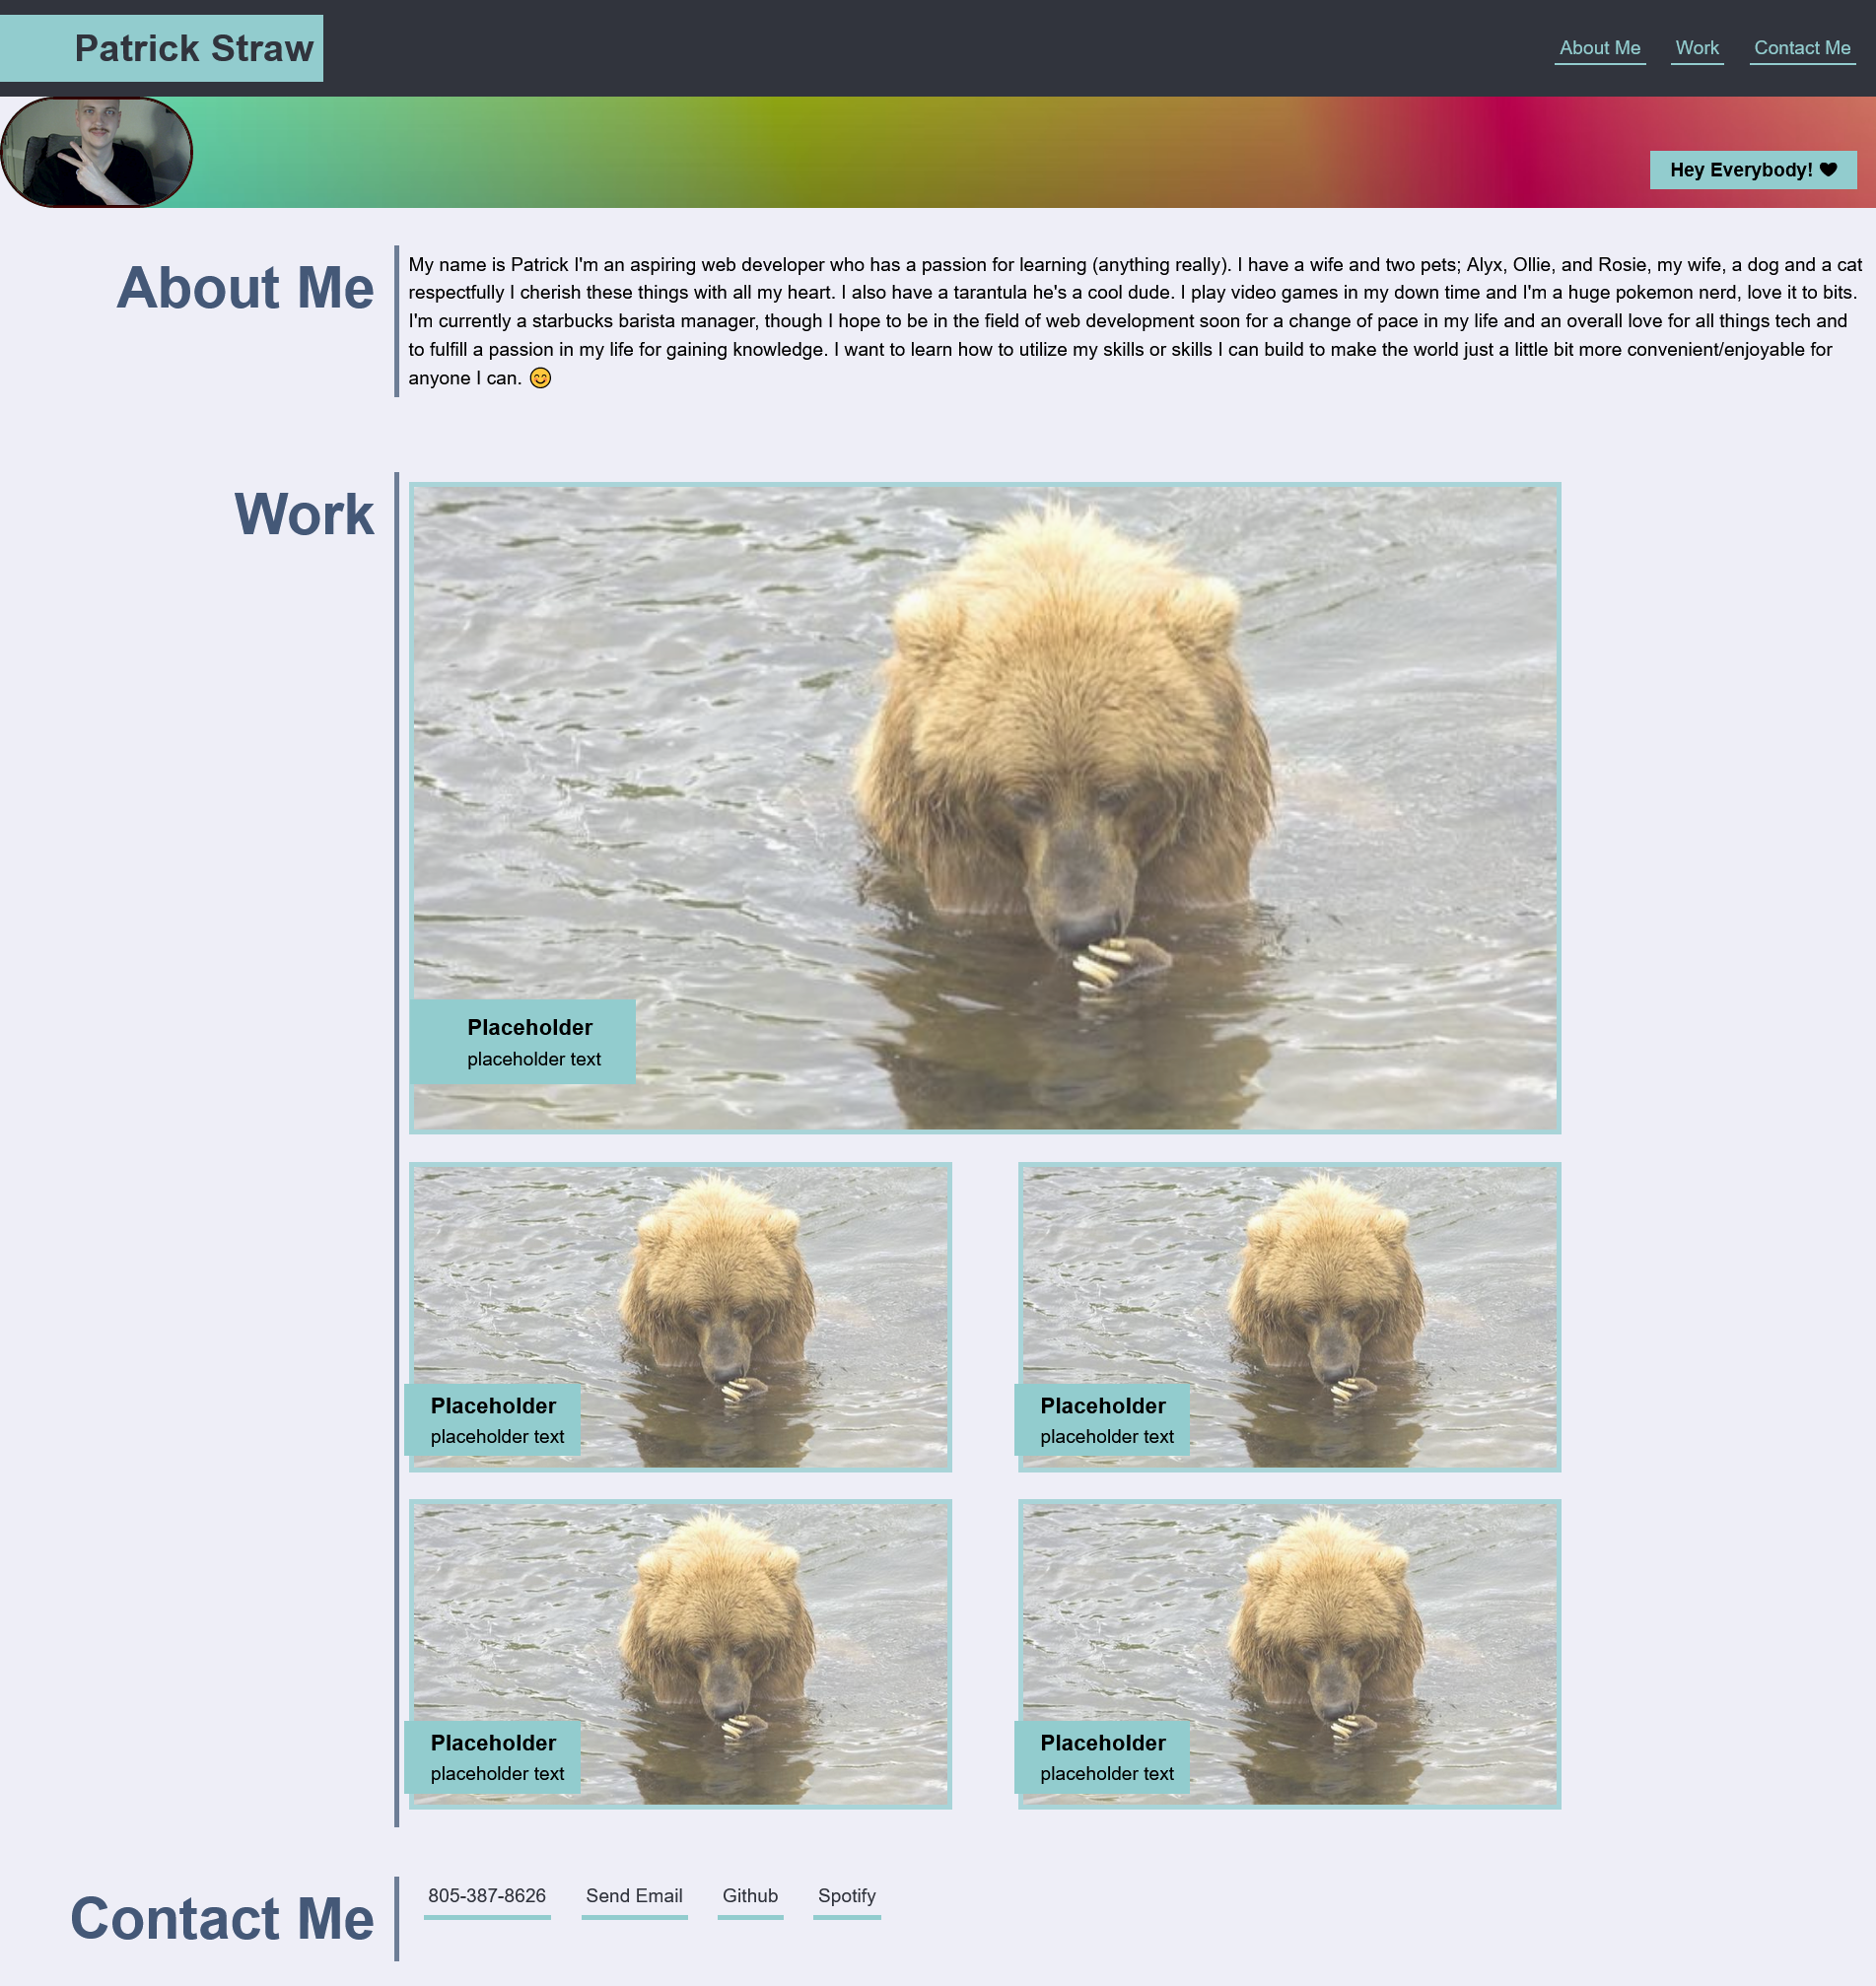 Patrick Straw
About Me
Work
Contact Me
Hey Everybody! ♥
About Me
My name is Patrick I'm an aspiring web developer who has a passion for learning (anything really). I have a wife and two pets; Alyx, Ollie, and Rosie, my wife, a dog and a cat
respectfully I cherish these things with all my heart. I also have a tarantula he's a cool dude. I play video games in my down time and I'm a huge pokemon nerd, love it to bits.
I'm currently a starbucks barista manager, though I hope to be in the field of web development soon for a change of pace in my life and an overall love for all things tech and
to fulfill a passion in my life for gaining knowledge. I want to learn how to utilize my skills or skills I can build to make the world just a little bit more convenient/enjoyable for
anyone I can. 😊
Work
Placeholder
placeholder text
Placeholder
placeholder text
Placeholder
placeholder text
Placeholder
placeholder text
Placeholder
placeholder text
Contact Me
805-387-8626
Send Email
Github
Spotify